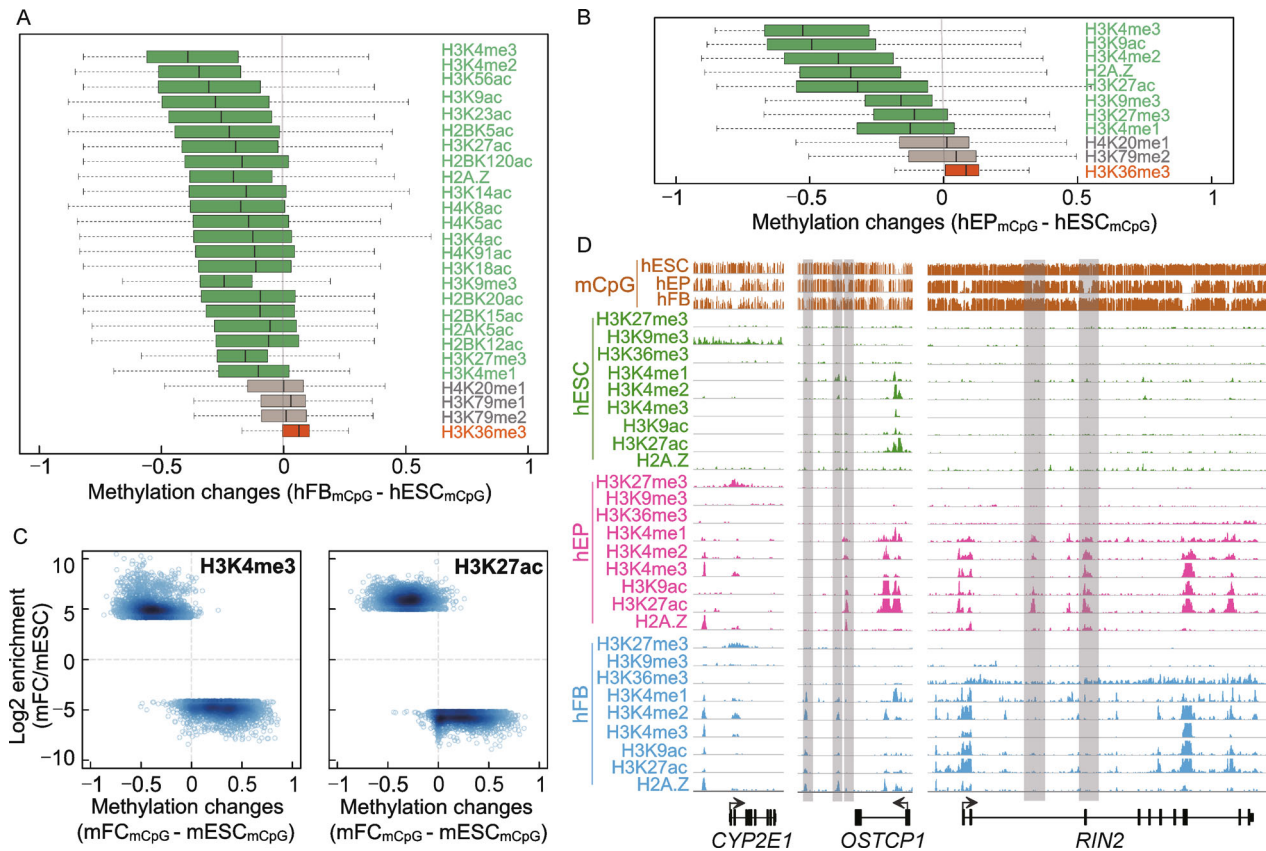 A
H3K4me3
H3K4me2
H3K56ac
H3K9ac
H3K23ac
H2BK5ac
H3K27ac
H2BK120ac
H2A.Z
H3K14ac
H4K8ac
H4K5ac
H3K4ac
H4K91ac
H3K18ac
H3K9me3
H2BK20ac
H2BK15ac
H2AK5ac
H2BK12ac
H3K27me3
H3K4me1
H4K20me1
H3K79me1
H3K79me2
H3K36me3
−1 −0.5 0 0.5 1
Methylation changes (hFBmCpG - hESCmCpG)
B
H3K4me3
H3K9ac
H3K4me2
H2A.Z
H3K27ac
H3K9me3
H3K27me3
H3K4me1
H4K20me1
H3K79me2
H3K36me3
−1 −0.5 0 0.5 1
Methylation changes (hEPmCpG - hESCmCpG)
C
H3K4me3 H3K27ac
10
5
0
−5
−10
Log2 enrichment
(mFC/mESC)
−1 −0.5 0 0.5 1 −1 −0.5 0 0.5 1
Methylation changes Methylation changes
(mFCmCpG - mESCmCpG) (mFCmCpG - mESCmCpG)
D
mCpG
hESC
hEP
hFB
hESC
H3K27me3
H3K9me3
H3K36me3
H3K4me1
H3K4me2
H3K4me3
H3K9ac
H3K27ac
H2A.Z
hEP
H3K27me3
H3K9me3
H3K36me3
H3K4me1
H3K4me2
H3K4me3
H3K9ac
H3K27ac
H2A.Z
hFB
H3K27me3
H3K9me3
H3K36me3
H3K4me1
H3K4me2
H3K4me3
H3K9ac
H3K27ac
H2A.Z
CYP2E1 OSTCP1 RIN2